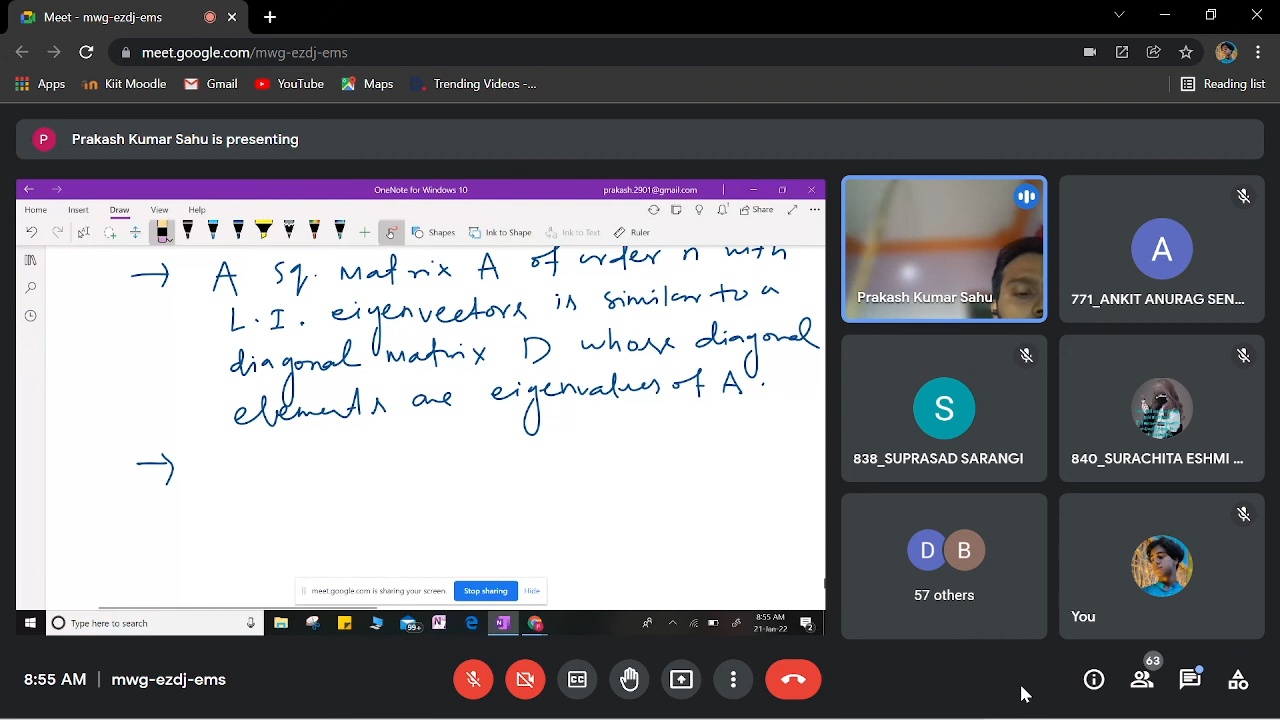 Meet - mwg-ezdj-ems
meet.google.com/mwg-ezdj-ems
Apps Kiit Moodle Gmail YouTube Maps Trending Videos -... Reading list
P Prakash Kumar Sahu is presenting
OneNote for Windows 10 prakash.2901@gmail.com
Home Insert Draw View Help Share
Shapes Ink to Shape Ink to Text Ruler
→ A sq. matrix A of order n with
L.I. eigenvectors is similar to a
diagonal matrix D whose diagonal
elements are eigenvalues of A.
→
meet.google.com is sharing your screen. Stop sharing Hide
Type here to search 99+ 8:55 AM
21-Jan-22 2
Prakash Kumar Sahu
A
771_ANKIT ANURAG SEN...
S
838_SUPRASAD SARANGI
840_SURACHITA ESHMI ...
D B
57 others
You
8:55 AM | mwg-ezdj-ems 63